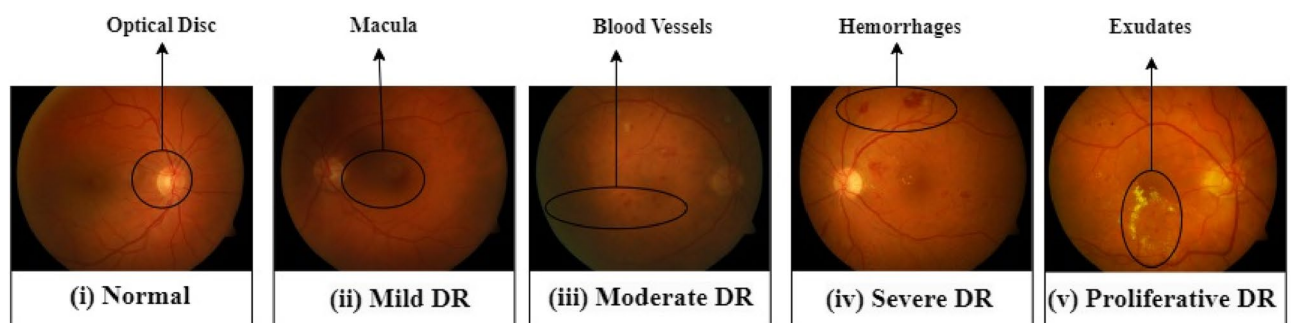 Optical Disc
Macula
Blood Vessels
Hemorrhages
Exudates
(i) Normal
(ii) Mild DR
(iii) Moderate DR
(iv) Severe DR
(v) Proliferative DR